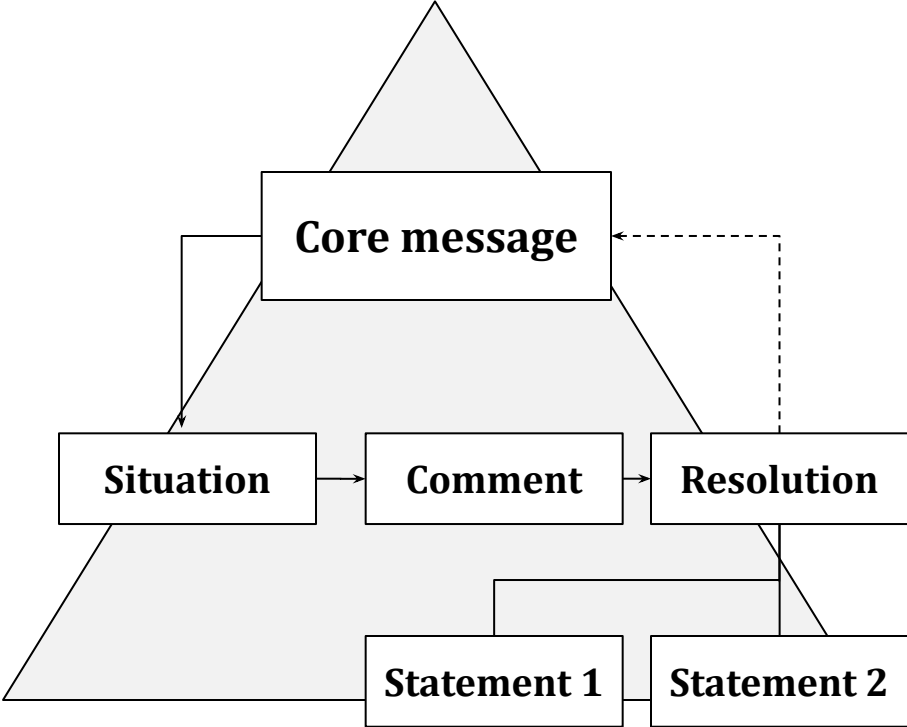 Core message
Situation
Comment
Resolution
Statement 1
Statement 2